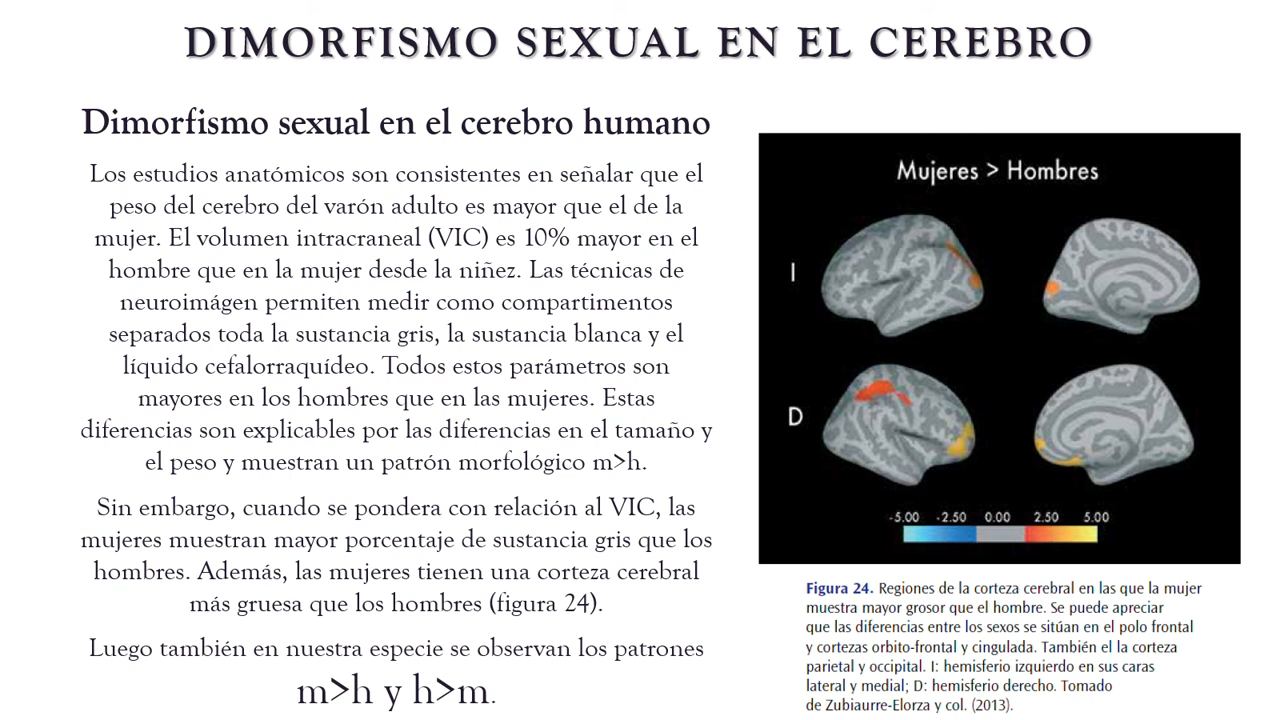 DIMORFISMO SEXUAL EN EL CEREBRO
Dimorfismo sexual en el cerebro humano
Los estudios anatómicos son consistentes en señalar que el
peso del cerebro del varón adulto es mayor que el de la
mujer. El volumen intracraneal (VIC) es 10% mayor en el
hombre que en la mujer desde la niñez. Las técnicas de
neuroimágen permiten medir como compartimentos
separados toda la sustancia gris, la sustancia blanca y el
líquido cefalorraquídeo. Todos estos parámetros son
mayores en los hombres que en las mujeres. Estas
diferencias son explicables por las diferencias en el tamaño y
el peso y muestran un patrón morfológico m>h.
Sin embargo, cuando se pondera con relación al VIC, las
mujeres muestran mayor porcentaje de sustancia gris que los
hombres. Además, las mujeres tienen una corteza cerebral
más gruesa que los hombres (figura 24).
Luego también en nuestra especie se observan los patrones
m>h y h>m.
Mujeres > Hombres
I
D
-5.00 -2.50 0.00 2.50 5.00
Figura 24. Regiones de la corteza cerebral en las que la mujer
muestra mayor grosor que el hombre. Se puede apreciar
que las diferencias entre los sexos se sitúan en el polo frontal
y cortezas orbito-frontal y cingulada. También el la corteza
parietal y occipital. I: hemisferio izquierdo en sus caras
lateral y medial; D: hemisferio derecho. Tomado
de Zubiaurre-Elorza y col. (2013).